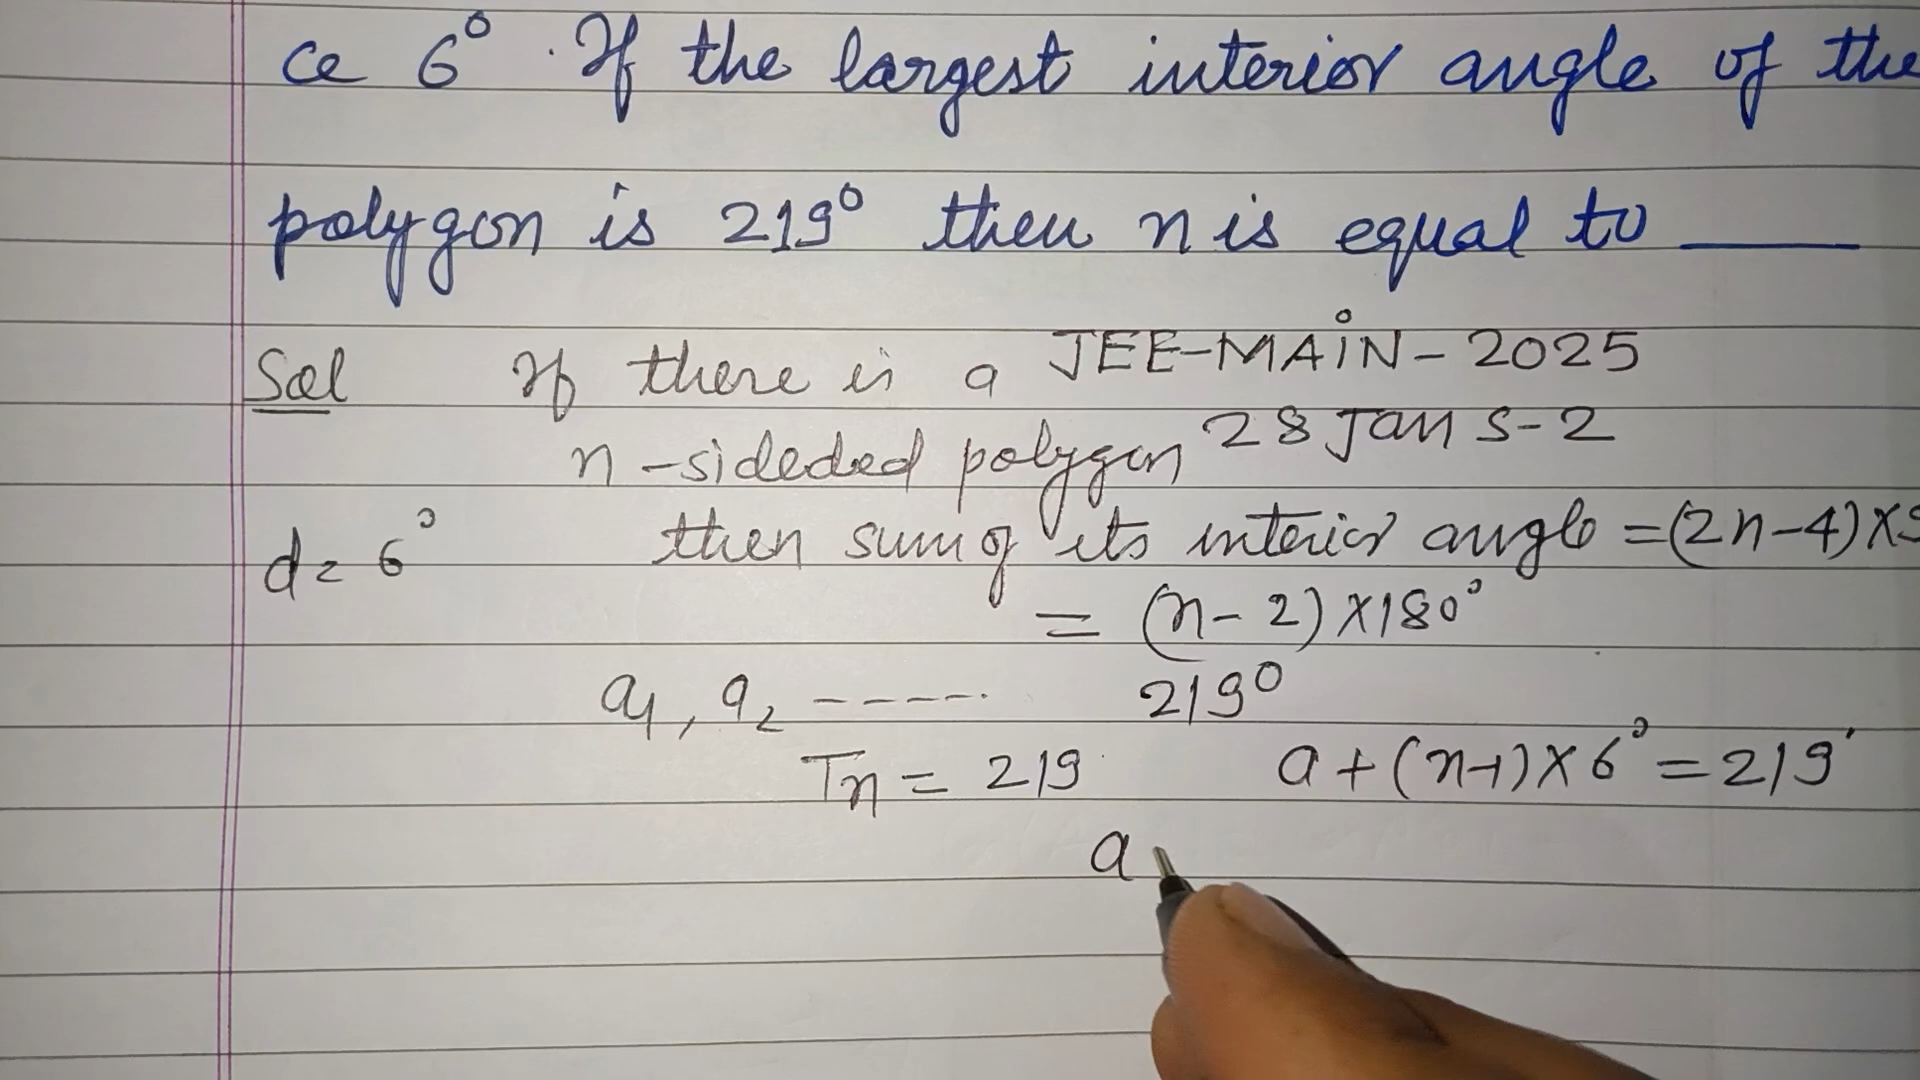 ce 6° . If the largest interior angle of the
polygon is 219° then n is equal to ____
JEE-MAiN-2025
Sol If there is a
28 Jan S-2
n-sideded polygon
d = 6° then sum of its interior angle = (2n-4)×9
= (n-2)×180°
a1, a2 ----- 219°
Tn = 219 a+(n-1)×6° = 219°
a